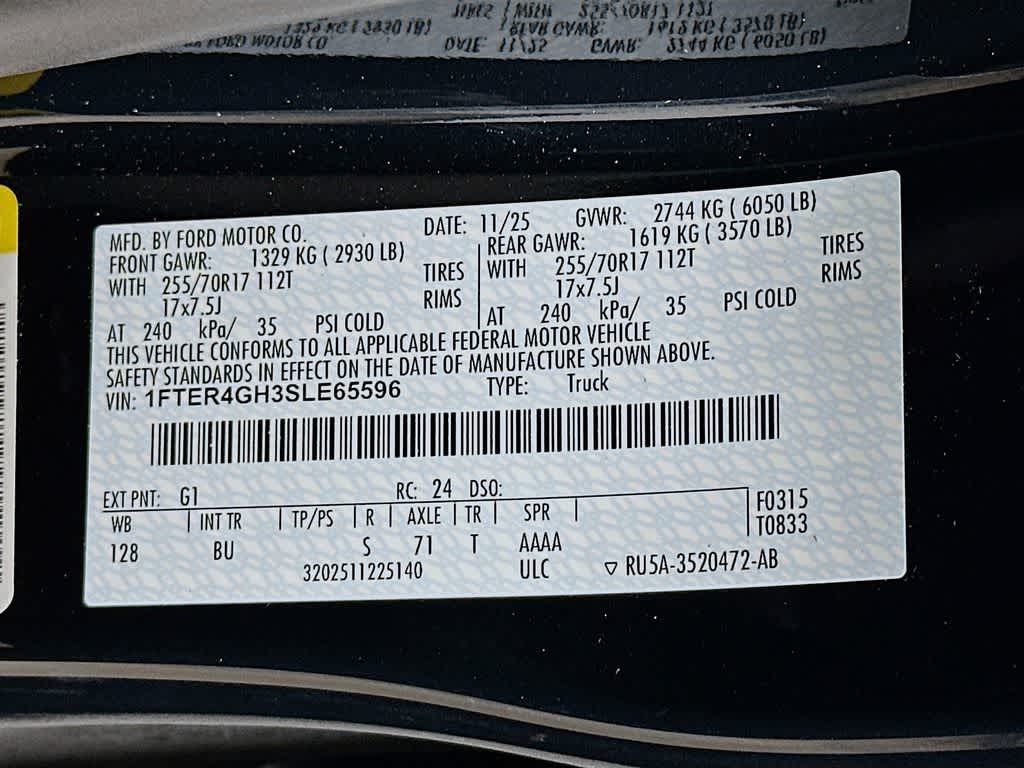 MFD. BY FORD MOTOR CO. DATE: 11/25 GVWR: 2744 KG ( 6050 LB)
FRONT GAWR: 1329 KG ( 2930 LB) REAR GAWR: 1619 KG ( 3570 LB)
WITH 255/70R17 112T TIRES WITH 255/70R17 112T TIRES
17x7.5J RIMS 17x7.5J RIMS
AT 240 kPa/ 35 PSI COLD AT 240 kPa/ 35 PSI COLD
THIS VEHICLE CONFORMS TO ALL APPLICABLE FEDERAL MOTOR VEHICLE
SAFETY STANDARDS IN EFFECT ON THE DATE OF MANUFACTURE SHOWN ABOVE.
VIN: 1FTER4GH3SLE65596 TYPE: Truck
EXT PNT: G1 RC: 24 DSO:
WB INT TR TP/PS R AXLE TR SPR F0315
128 BU S 71 T AAAA T0833
3202511225140 ULC ▽ RU5A-3520472-AB